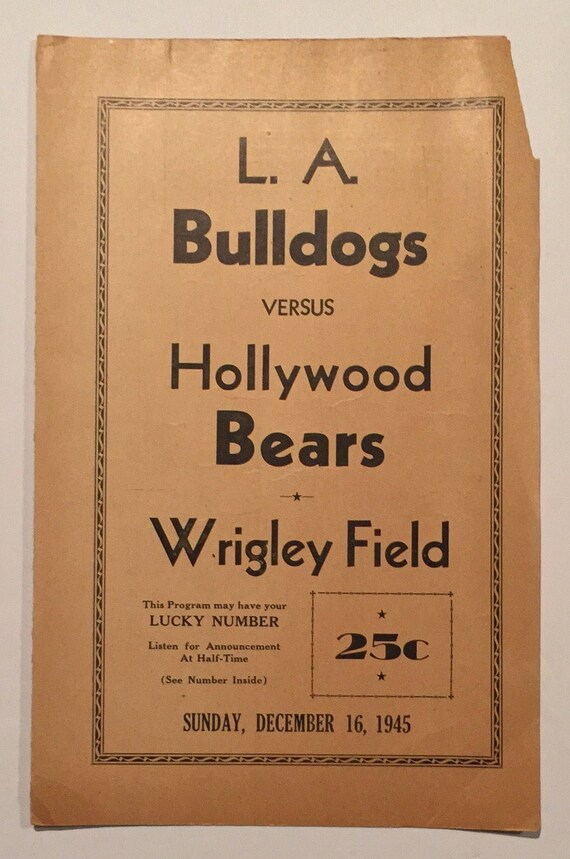 L. A.
Bulldogs
VERSUS
Hollywood
Bears
Wrigley Field
This Program may have your
LUCKY NUMBER
Listen for Announcement
At Half-Time
(See Number Inside)
25c
SUNDAY, DECEMBER 16, 1945